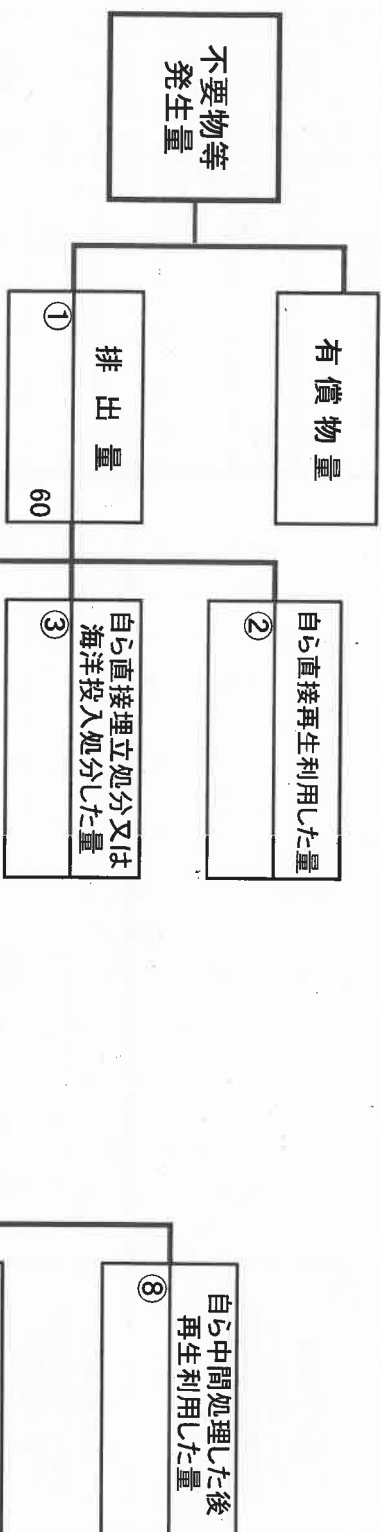 不要物等
発生量
有償物量
排出量
①
60
自ら直接再生利用した量
②
自ら直接埋立処分又は
海洋投入処分した量
③
自ら中間処理した後
再生利用した量
⑧